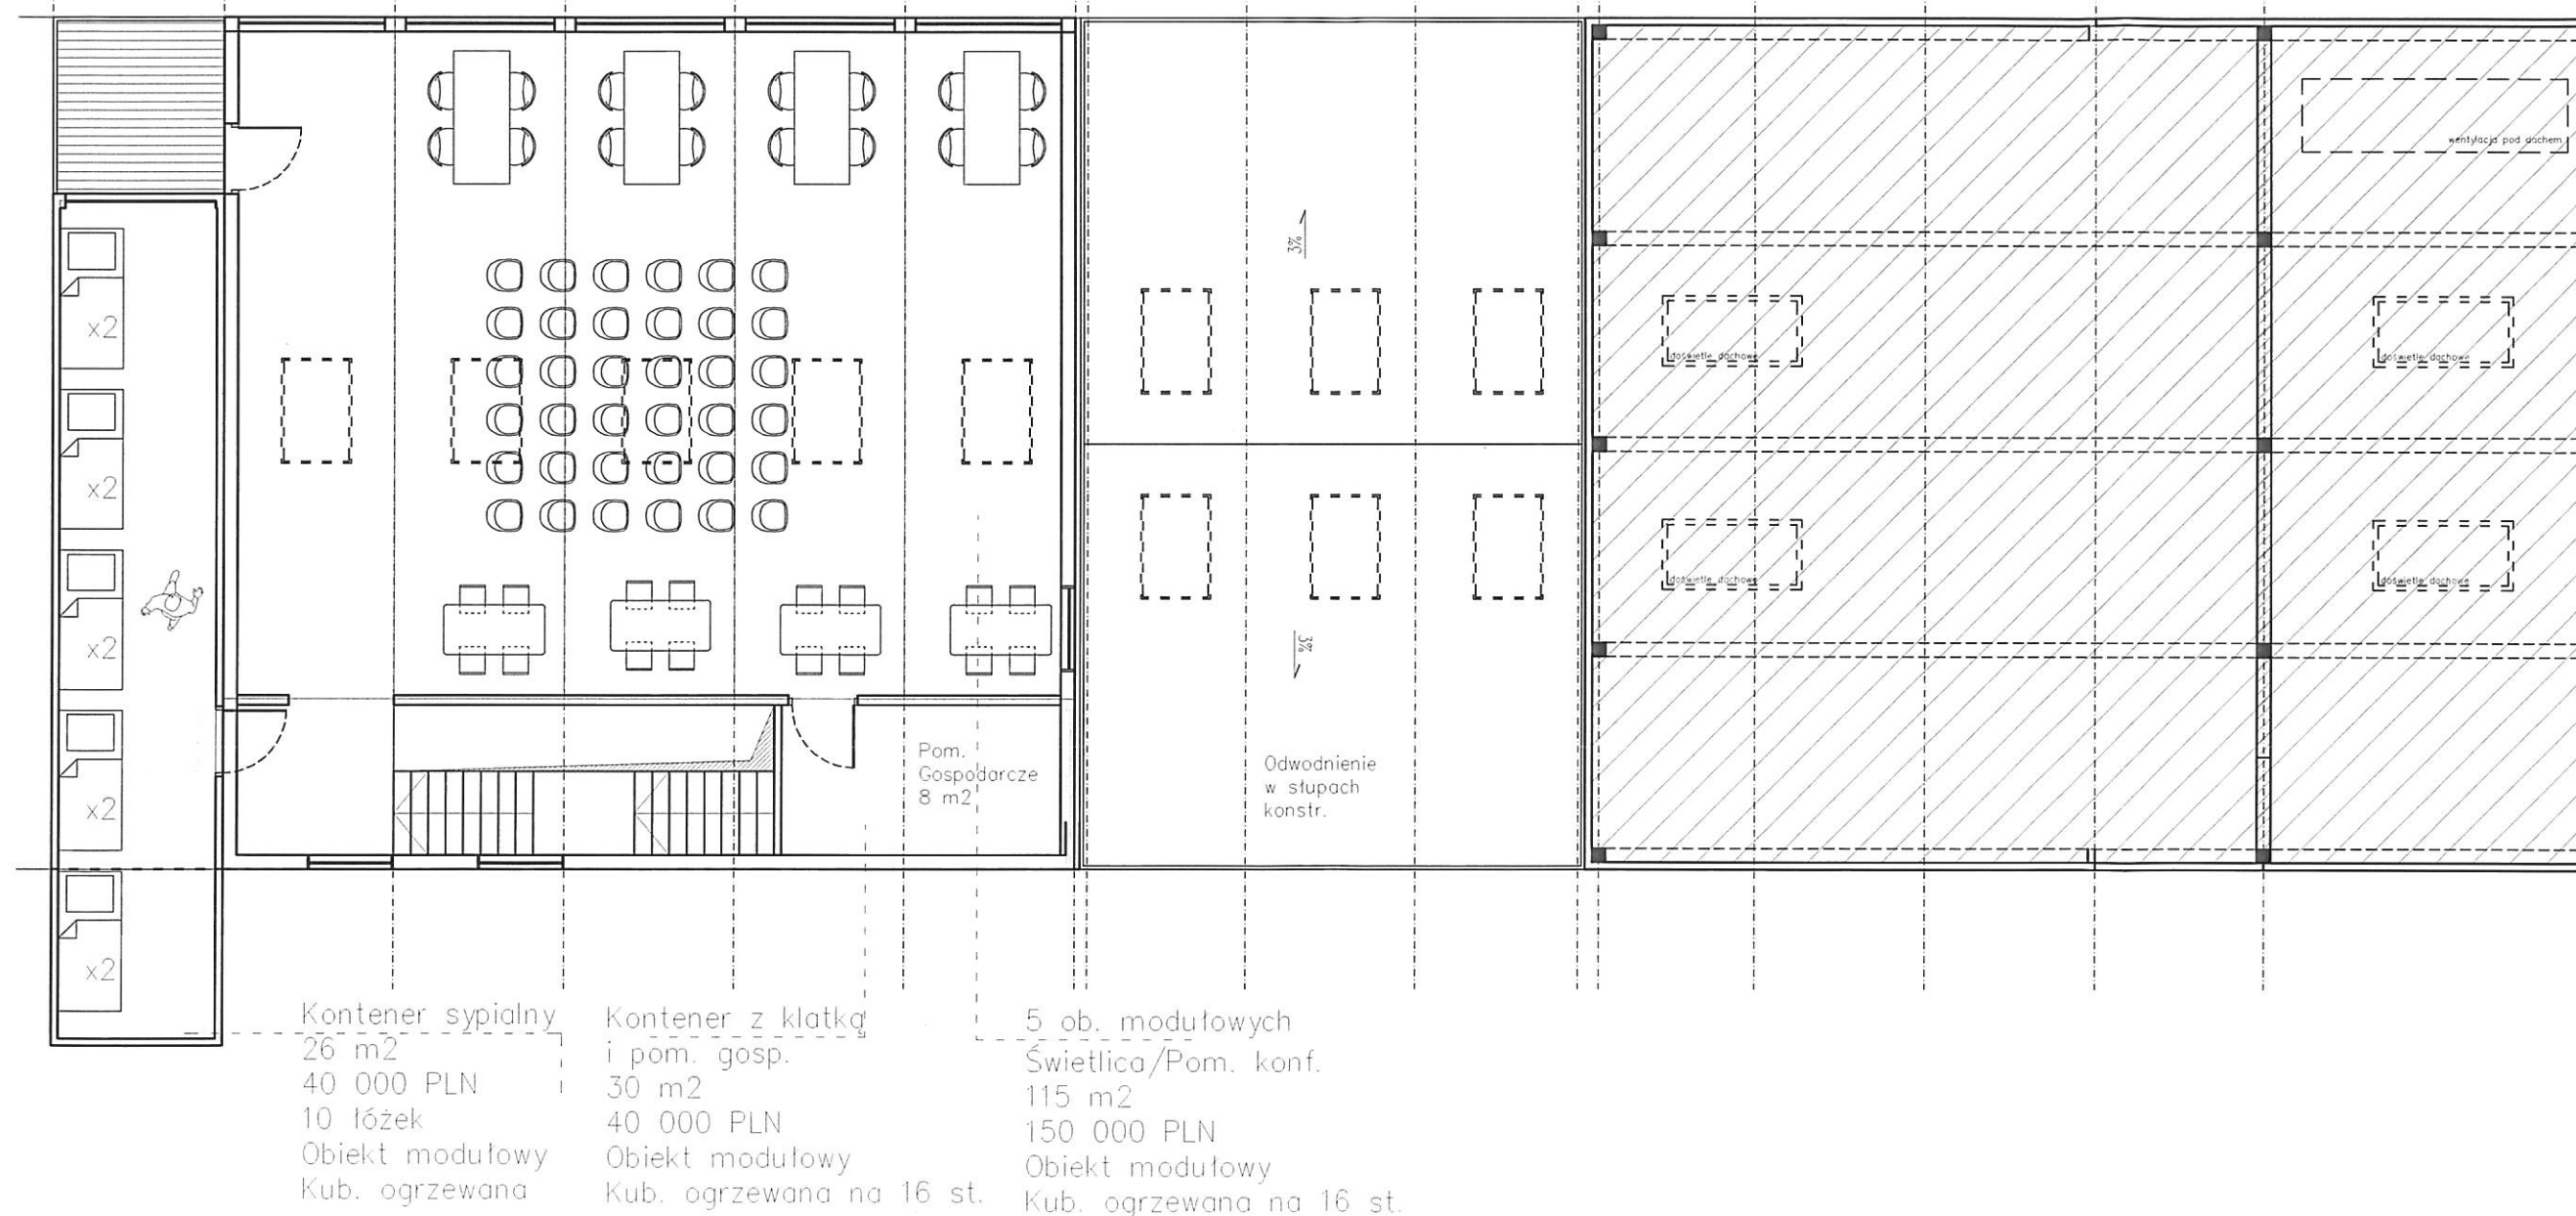 wentylacja pod dachem
3%
x2
doświetle dachowe
doświetle dachowe
x2
doświetle dachowe
doświetle dachowe
x2
3%
Pom.
Gospodarcze
8 m2
Odwodnienie
w słupach
konstr.
x2
x2
Kontener sypialny
26 m2
40 000 PLN
10 łóżek
Obiekt modułowy
Kub. ogrzewana
Kontener z klatką
i pom. gosp.
30 m2
40 000 PLN
Obiekt modułowy
Kub. ogrzewana na 16 st.
5 ob. modułowych
Świetlica/Pom. konf.
115 m2
150 000 PLN
Obiekt modułowy
Kub. ogrzewana na 16 st.